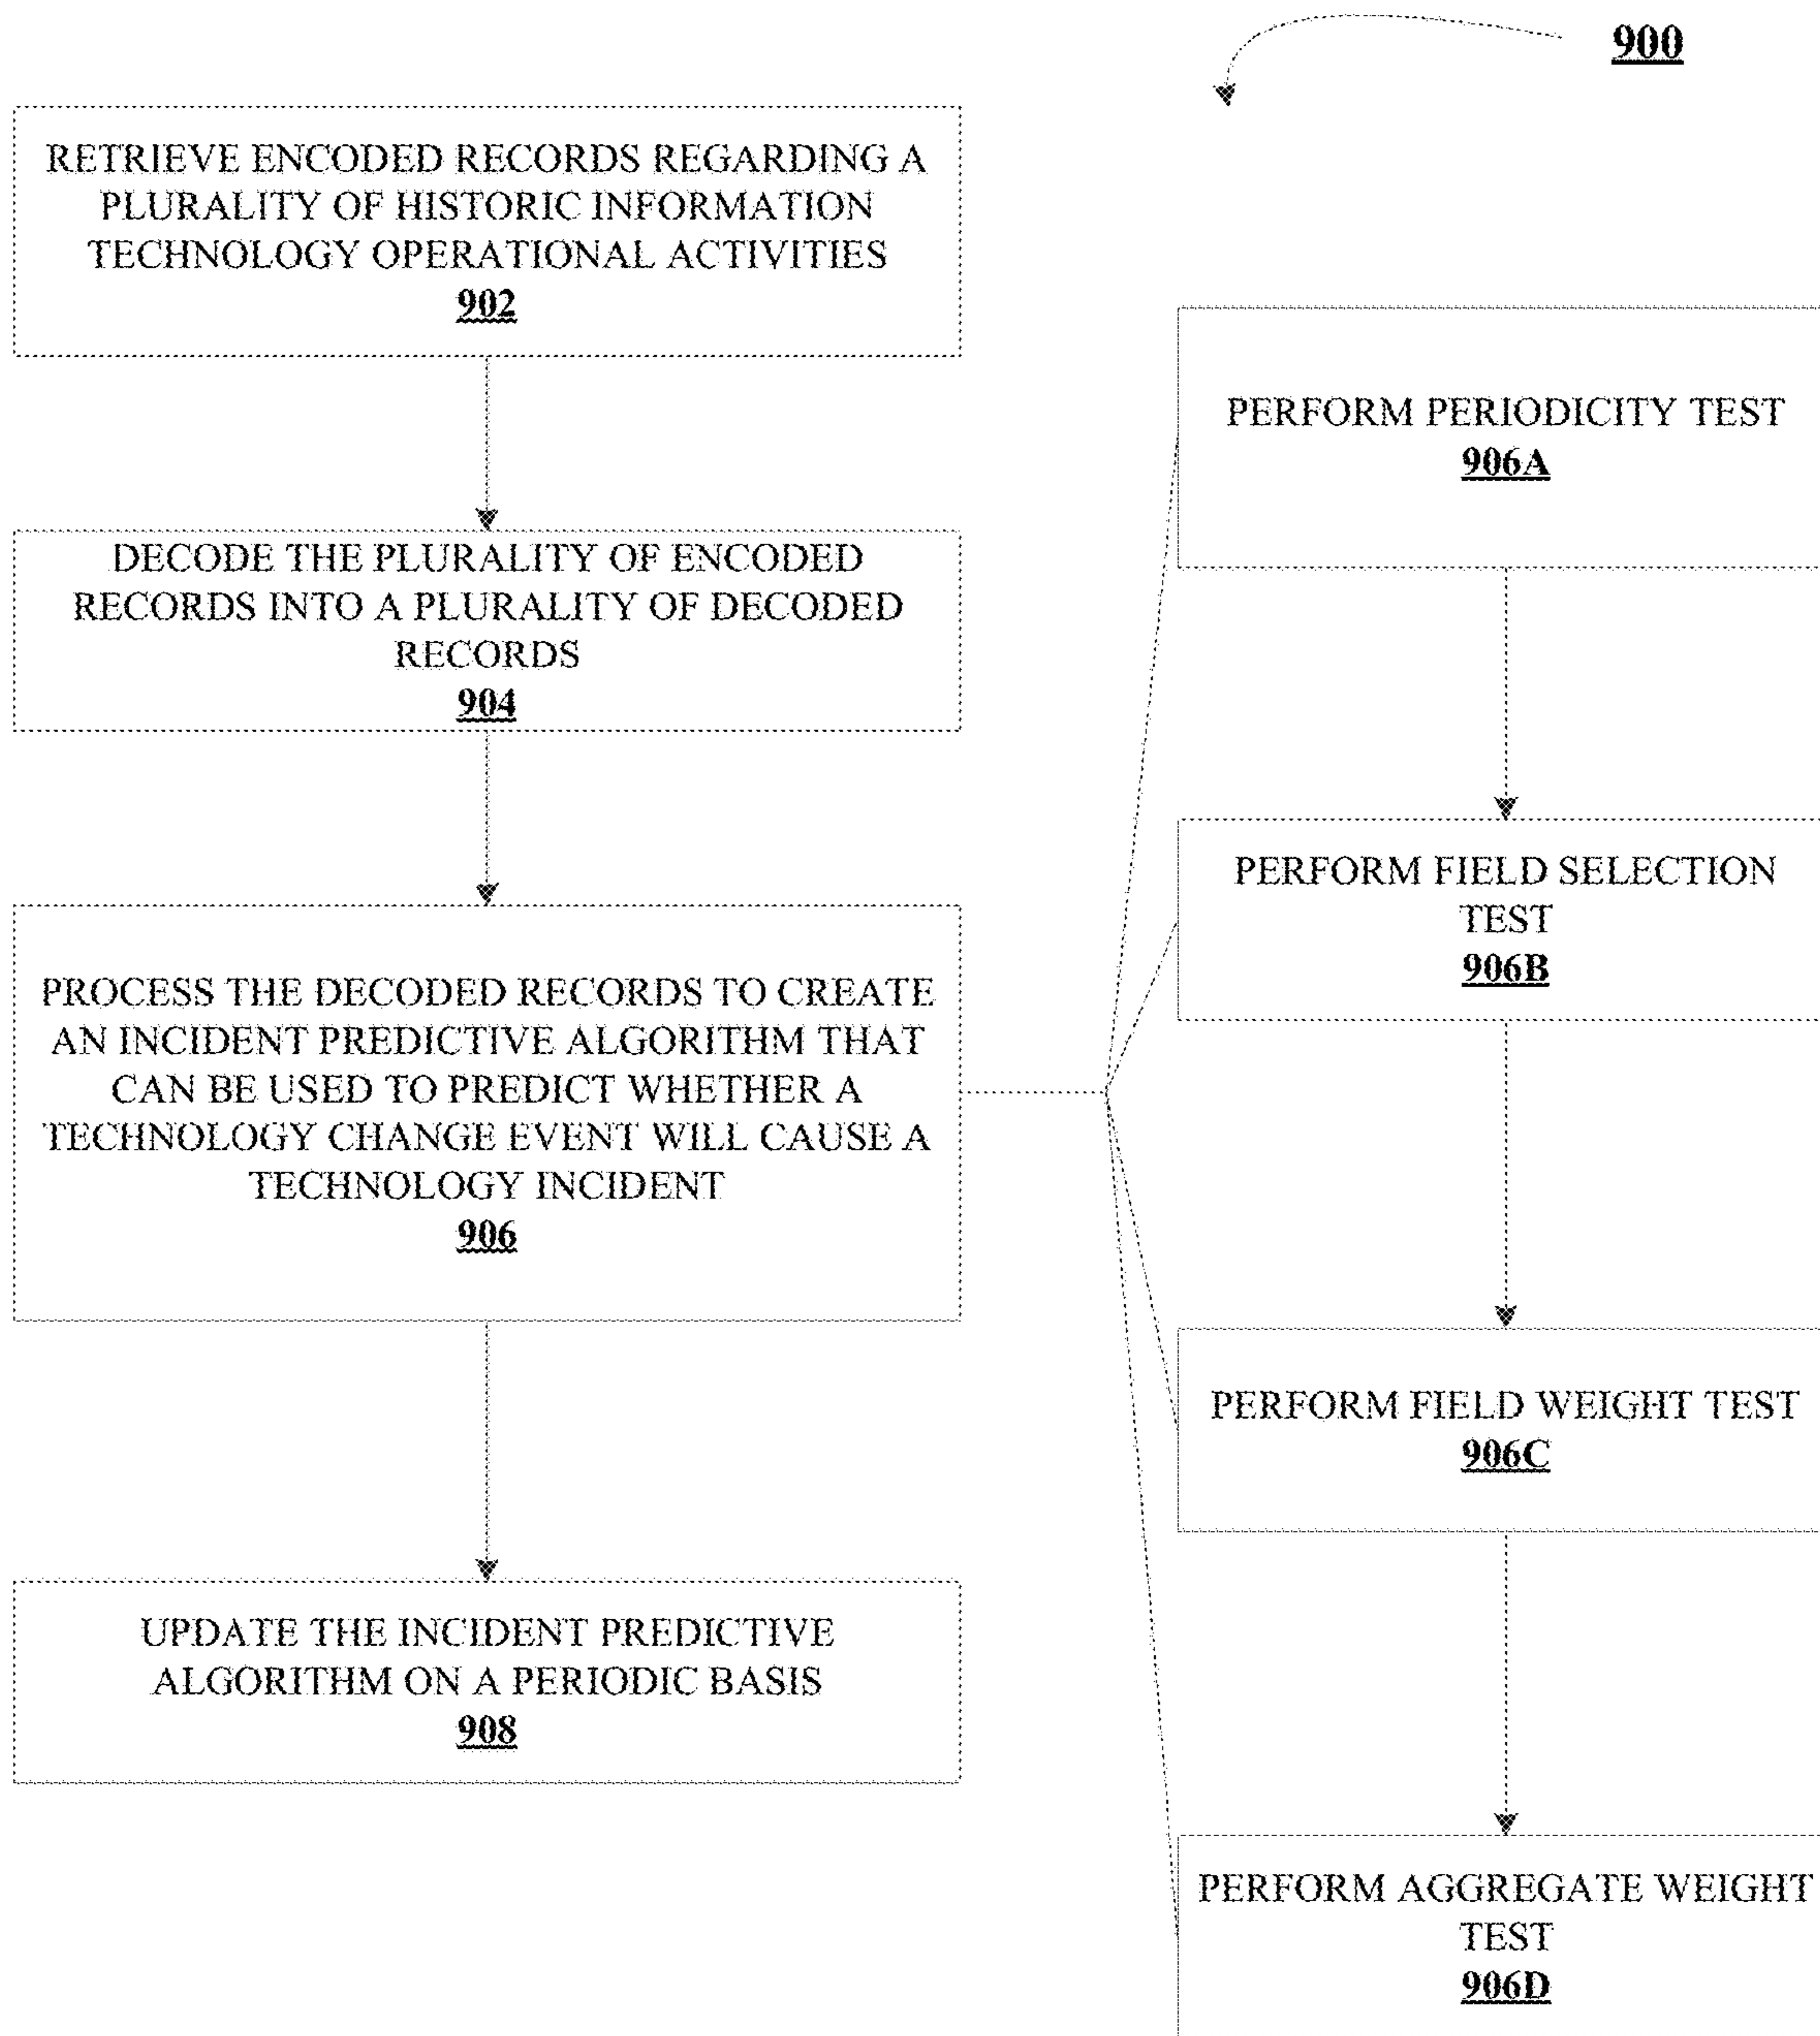 900
RETRIEVE ENCODED RECORDS REGARDING A
PLURALITY OF HISTORIC INFORMATION
TECHNOLOGY OPERATIONAL ACTIVITIES
902
DECODE THE PLURALITY OF ENCODED
RECORDS INTO A PLURALITY OF DECODED
RECORDS
904
PROCESS THE DECODED RECORDS TO CREATE
AN INCIDENT PREDICTIVE ALGORITHM THAT
CAN BE USED TO PREDICT WHETHER A
TECHNOLOGY CHANGE EVENT WILL CAUSE A
TECHNOLOGY INCIDENT
906
UPDATE THE INCIDENT PREDICTIVE
ALGORITHM ON A PERIODIC BASIS
908
PERFORM PERIODICITY TEST
906A
PERFORM FIELD SELECTION
TEST
906B
PERFORM FIELD WEIGHT TEST
906C
PERFORM AGGREGATE WEIGHT
TEST
906D